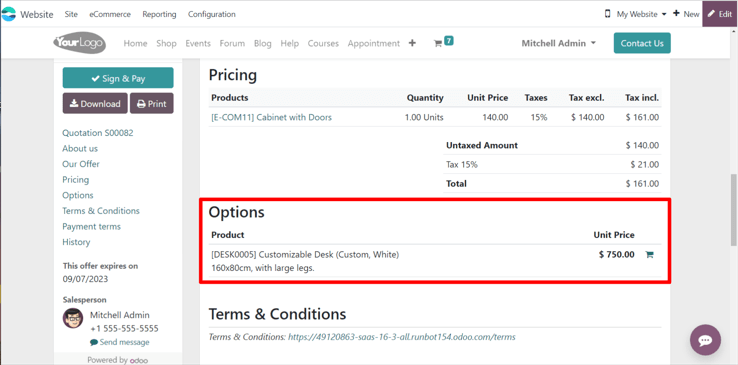 Website Site eCommerce Reporting Configuration My Website + New Edit
YourLogo Home Shop Events Forum Blog Help Courses Appointment + 7 Mitchell Admin Contact Us
Sign & Pay
Download Print
Quotation S00082
About us
Our Offer
Pricing
Options
Terms & Conditions
Payment terms
History
This offer expires on
09/07/2023
Salesperson
Mitchell Admin
+1 555-555-5555
Send message
Powered by odoo
Pricing
Products Quantity Unit Price Taxes Tax excl. Tax incl.
[E-COM11] Cabinet with Doors 1.00 Units 140.00 15% $ 140.00 $ 161.00
Untaxed Amount $ 140.00
Tax 15% $ 21.00
Total $ 161.00
Options
Product Unit Price
[DESK0005] Customizable Desk (Custom, White) $ 750.00
160x80cm, with large legs.
Terms & Conditions
Terms & Conditions: https://49120863-saas-16-3-all.runbot154.odoo.com/terms